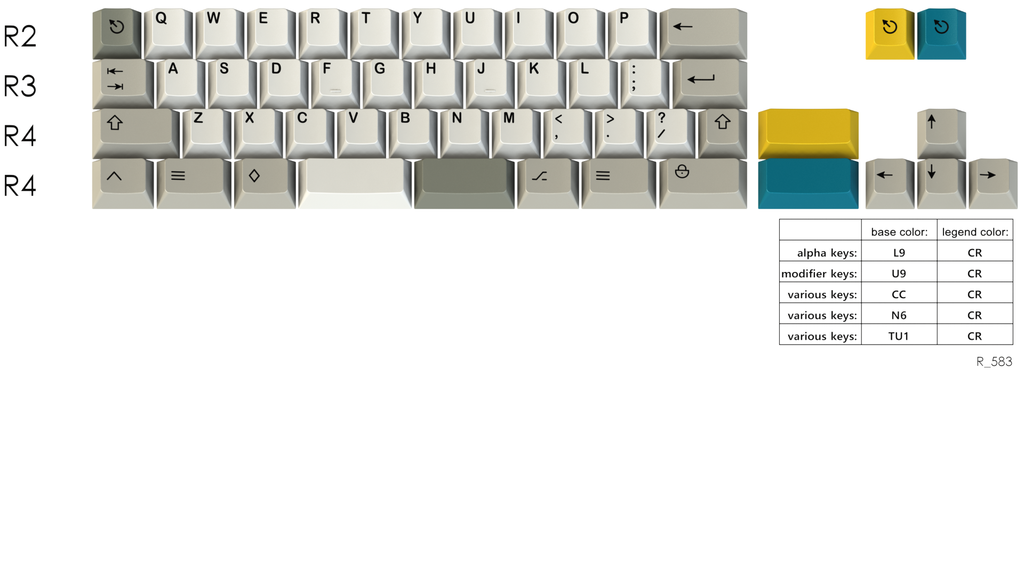 R2 Q W E R T Y U I O P ←
R3 A S D F G H J K L : ;
R4 Z X C V B N M < , > . ? / ↑
R4 ← ↓ →
base color: legend color:
alpha keys: L9 CR
modifier keys: U9 CR
various keys: CC CR
various keys: N6 CR
various keys: TU1 CR
R_583